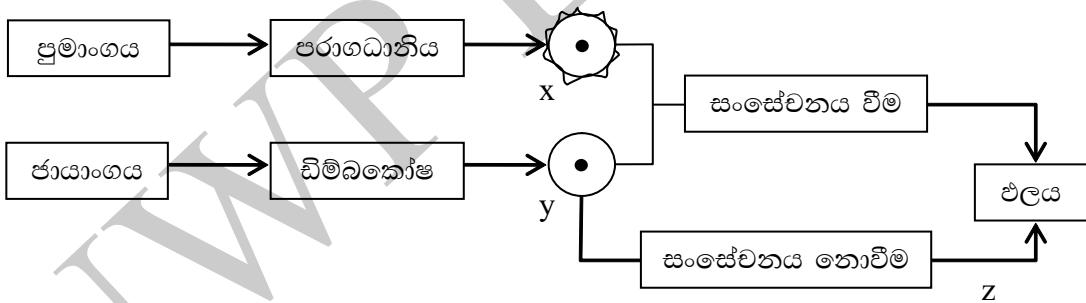 පුමාංගය
පරාගධානිය
x
සංසේචනය වීම
ජායාංගය
ඩිම්බකෝෂ
y
ඵලය
සංසේචනය නොවීම
z